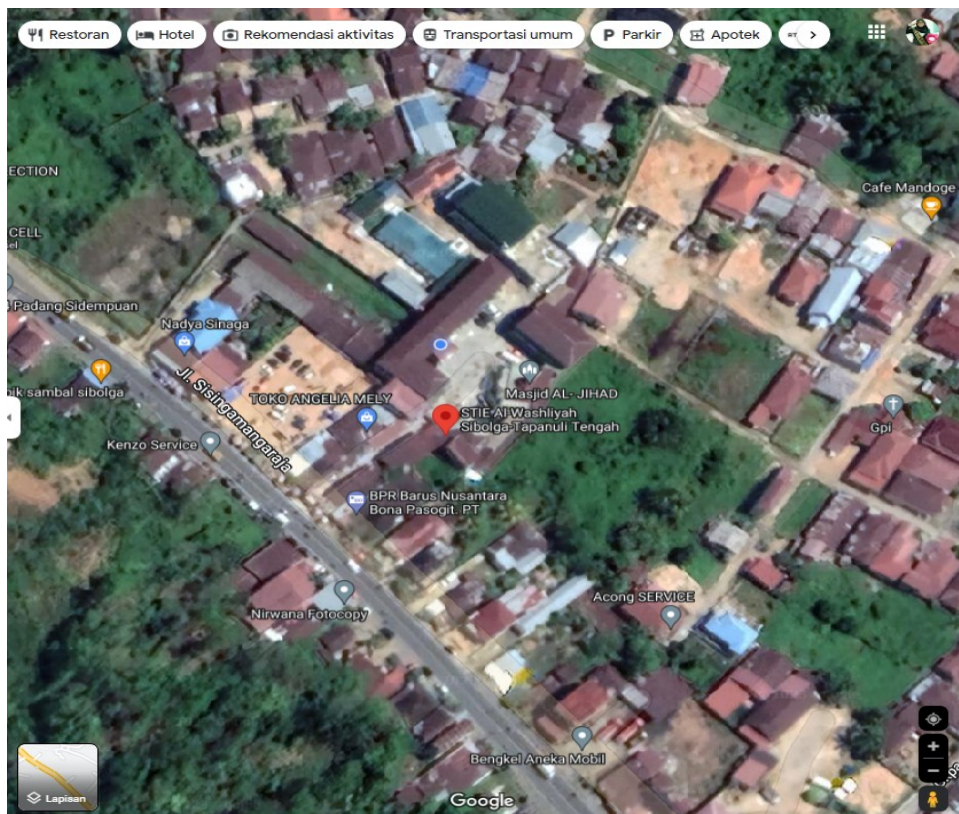 Restoran
Hotel
Rekomendasi aktivitas
Transportasi umum
P Parkir
Apotek
ECTION
Cafe Mandoge
CELL
Padang Sidempuan
Nadya Sinaga
Jl. Sisingamangaraja
sambal sibolga
TOKO ANGELIA MELY
Masjid AL- JIHAD
STIE Al Washliyah
Sibolga-Tapanuli Tengah
Gpi
Kenzo Service
BPR Barus Nusantara
Bona Pasogit. PT
Nirwana Fotocopy
Acong SERVICE
Bengkel Aneka Mobil
Lapisan
Google